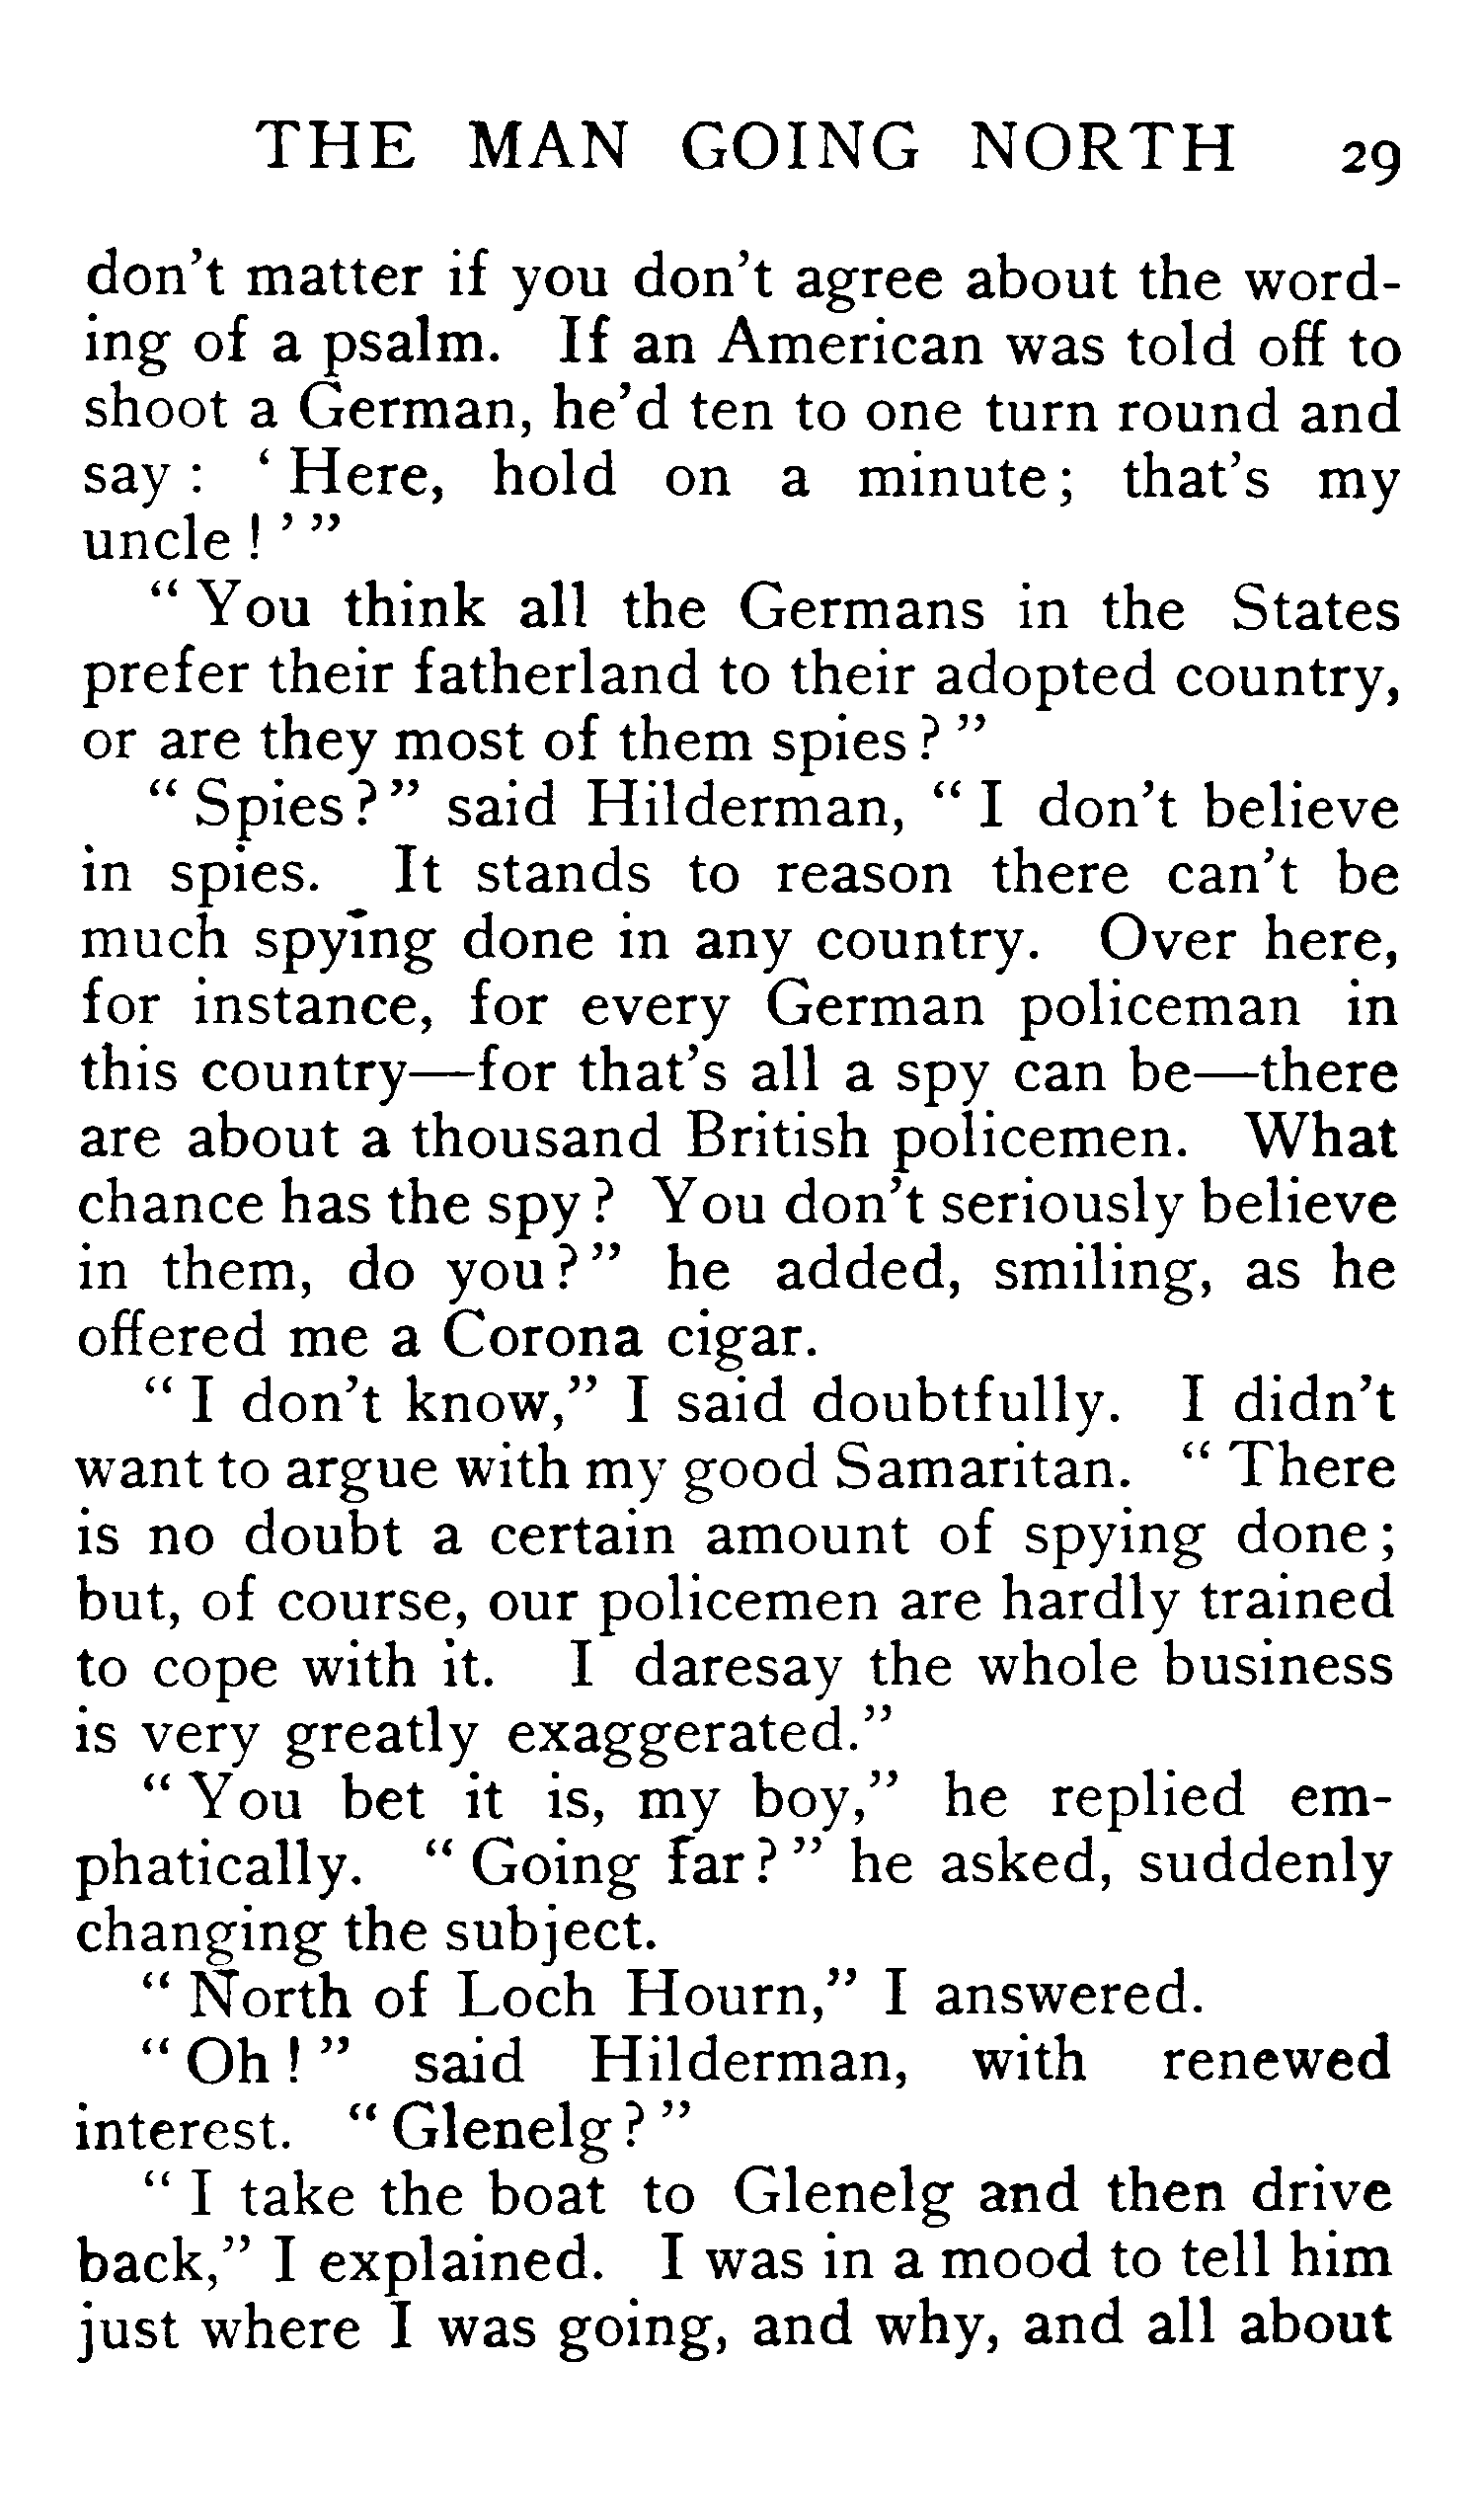 THE MAN GOING NORTH 29
don't matter if you don't agree about the word-
ing of a psalm. If an American was told off to
shoot a German, he'd ten to one turn round and
say : ' Here, hold on a minute ; that's my
uncle ! ' "
" You think all the Germans in the States
prefer their fatherland to their adopted country,
or are they most of them spies ? "
" Spies ? " said Hilderman, " I don't believe
in spies. It stands to reason there can't be
much spying done in any country. Over here,
for instance, for every German policeman in
this country—for that's all a spy can be—there
are about a thousand British policemen. What
chance has the spy ? You don't seriously believe
in them, do you ? " he added, smiling, as he
offered me a Corona cigar.
" I don't know," I said doubtfully. I didn't
want to argue with my good Samaritan. " There
is no doubt a certain amount of spying done ;
but, of course, our policemen are hardly trained
to cope with it. I daresay the whole business
is very greatly exaggerated."
" You bet it is, my boy," he replied em-
phatically. " Going far ? " he asked, suddenly
changing the subject.
" North of Loch Hourn," I answered.
" Oh ! " said Hilderman, with renewed
interest. " Glenelg ? "
" I take the boat to Glenelg and then drive
back," I explained. I was in a mood to tell him
just where I was going, and why, and all about